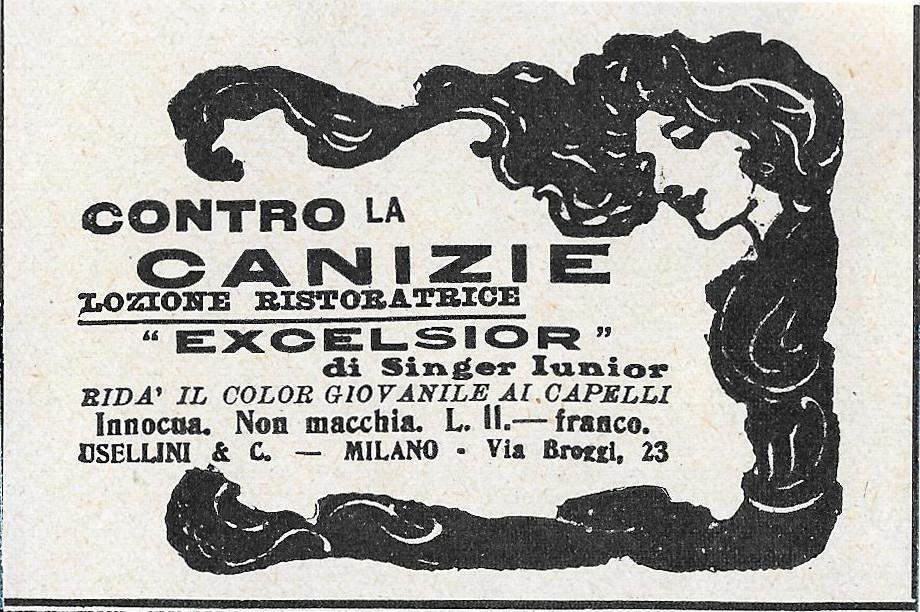 CONTRO LA
CANIZIE
LOZIONE RISTORATRICE
"EXCELSIOR"
di Singer Iunior
RIDA' IL COLOR GIOVANILE AI CAPELLI
Innocua. Non macchia. L. 11.— franco.
USELLINI & C. — MILANO - Via Broggi, 23